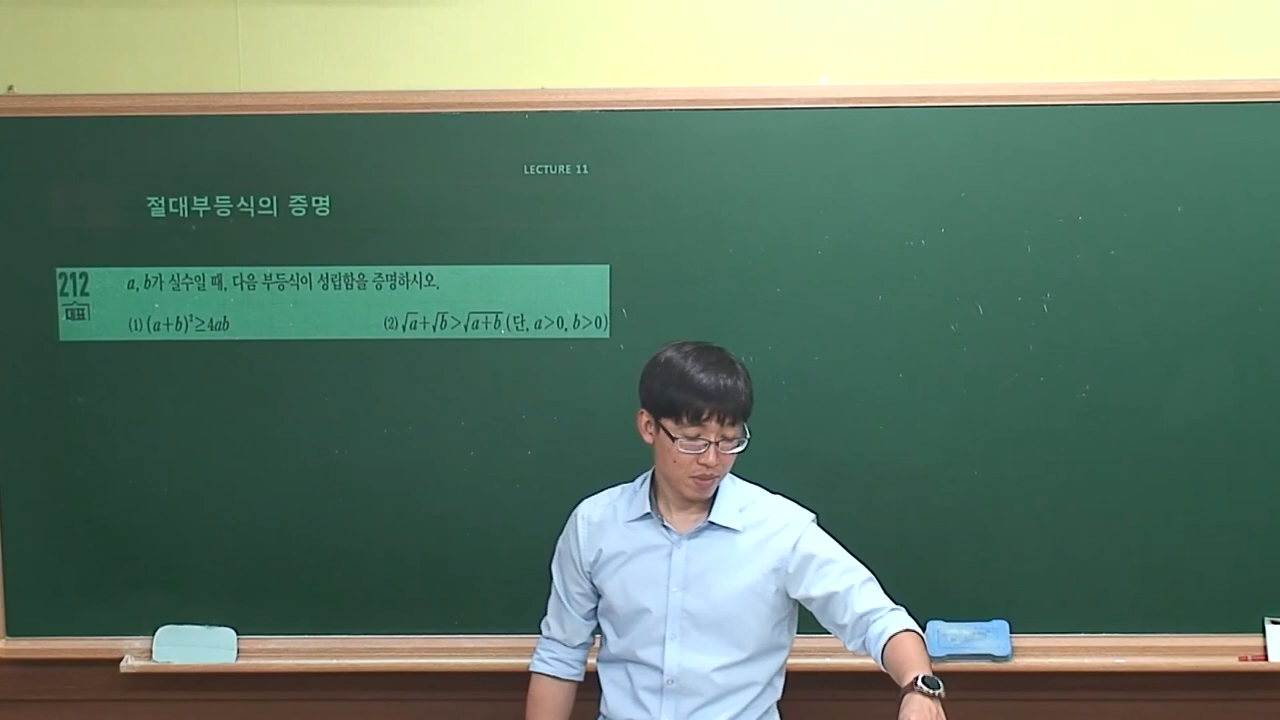 LECTURE 11
절대부등식의 증명
212 a, b가 실수일 때, 다음 부등식이 성립함을 증명하시오.
대표
(1) (a+b)²≥4ab (2) √a+√b>√(a+b) (단, a>0, b>0)